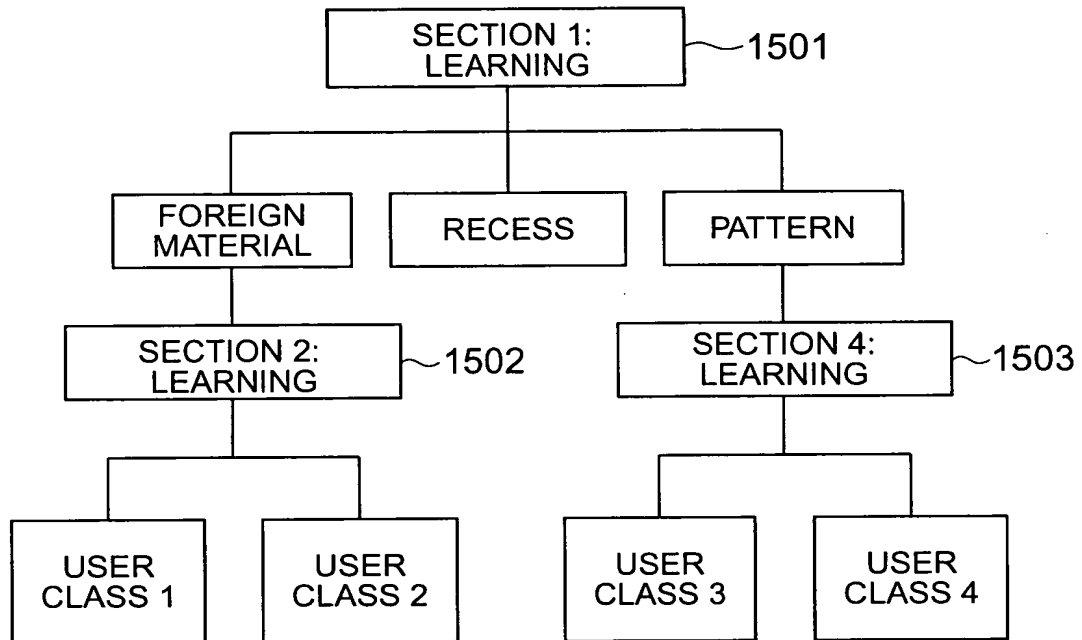 SECTION 1:
LEARNING
1501
FOREIGN
MATERIAL
RECESS
PATTERN
SECTION 2:
LEARNING
1502
SECTION 4:
LEARNING
1503
USER
CLASS 1
USER
CLASS 2
USER
CLASS 3
USER
CLASS 4